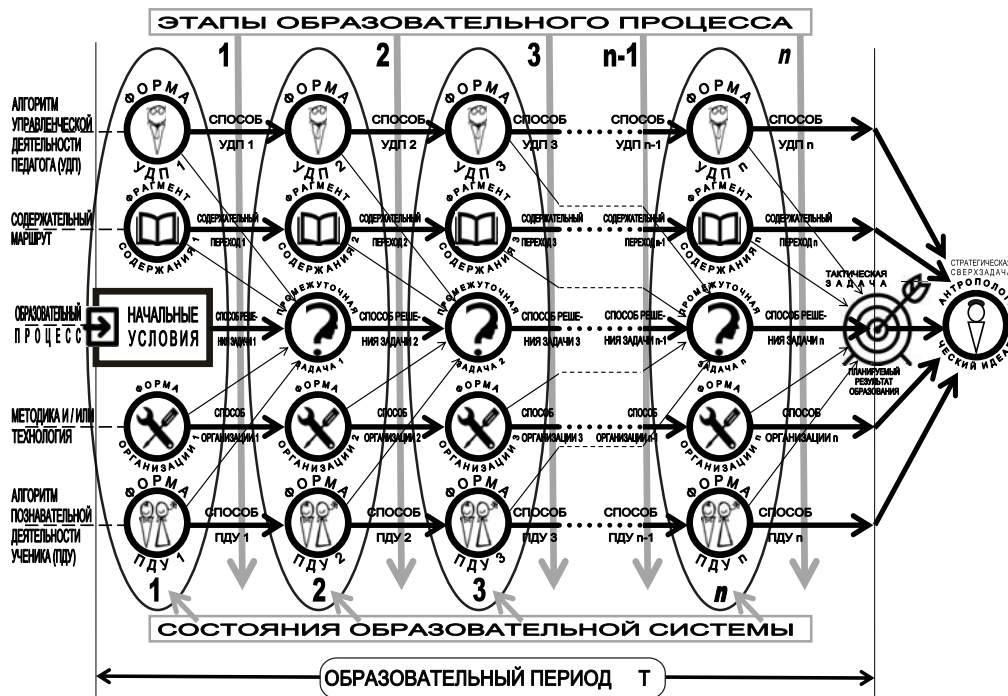 ЭТАПЫ ОБРАЗОВАТЕЛЬНОГО ПРОЦЕССА
1 2 3 n-1 n
АЛГОРИТМ
УПРАВЛЕНЧЕСКОЙ
ДЕЯТЕЛЬНОСТИ
ПЕДАГОГА (УДП)
ФОРМА
УДП 1
СПОСОБ
УДП 1
ФОРМА
УДП 2
СПОСОБ
УДП 2
ФОРМА
УДП 3
СПОСОБ
УДП 3
СПОСОБ
УДП n-1
ФОРМА
УДП n
СПОСОБ
УДП n
СОДЕРЖАТЕЛЬНЫЙ
МАРШРУТ
ФРАГМЕНТ
СОДЕРЖАНИЯ 1
СОДЕРЖАТЕЛЬНЫЙ
ПЕРЕХОД 1
ФРАГМЕНТ
СОДЕРЖАНИЯ 2
СОДЕРЖАТЕЛЬНЫЙ
ПЕРЕХОД 2
ФРАГМЕНТ
СОДЕРЖАНИЯ 3
СОДЕРЖАТЕЛЬНЫЙ
ПЕРЕХОД 3
СОДЕРЖАТЕЛЬНЫЙ
ПЕРЕХОД n-1
ФРАГМЕНТ
СОДЕРЖАНИЯ n
СОДЕРЖАТЕЛЬНЫЙ
ПЕРЕХОД n
ОБРАЗОВАТЕЛЬНЫЙ
ПРОЦЕСС
НАЧАЛЬНЫЕ
УСЛОВИЯ
СПОСОБ РЕШЕ-
НИЯ ЗАДАЧИ 1
ПРОМЕЖУТОЧНАЯ
ЗАДАЧА 1
СПОСОБ РЕШЕ-
НИЯ ЗАДАЧИ 2
ПРОМЕЖУТОЧНАЯ
ЗАДАЧА 2
СПОСОБ РЕШЕ-
НИЯ ЗАДАЧИ 3
СПОСОБ РЕШЕ-
НИЯ ЗАДАЧИ n-1
ПРОМЕЖУТОЧНАЯ
ЗАДАЧА n
СПОСОБ РЕШЕ-
НИЯ ЗАДАЧИ n
ТАКТИЧЕСКАЯ
ЗАДАЧА
ПЛАНИРУЕМЫЙ
РЕЗУЛЬТАТ
ОБРАЗОВАНИЯ
СТРАТЕГИЧЕСКАЯ
СВЕРХЗАДАЧА
АНТРОПОЛО
ЧЕСКИЙ ИДЕ
МЕТОДИКА И / ИЛИ
ТЕХНОЛОГИЯ
ФОРМА
ОРГАНИЗАЦИИ 1
СПОСОБ
ОРГАНИЗАЦИИ 1
ФОРМА
ОРГАНИЗАЦИИ 2
СПОСОБ
ОРГАНИЗАЦИИ 2
ФОРМА
ОРГАНИЗАЦИИ 3
СПОСОБ
ОРГАНИЗАЦИИ 3
СПОСОБ
ОРГАНИЗАЦИИ n-1
ФОРМА
ОРГАНИЗАЦИИ n
СПОСОБ
ОРГАНИЗАЦИИ n
АЛГОРИТМ
ПОЗНАВАТЕЛЬНОЙ
ДЕЯТЕЛЬНОСТИ
УЧЕНИКА (ПДУ)
ФОРМА
ПДУ 1
СПОСОБ
ПДУ 1
ФОРМА
ПДУ 2
СПОСОБ
ПДУ 2
ФОРМА
ПДУ 3
СПОСОБ
ПДУ 3
СПОСОБ
ПДУ n-1
ФОРМА
ПДУ n
СПОСОБ
ПДУ n
1 2 3 n
СОСТОЯНИЯ ОБРАЗОВАТЕЛЬНОЙ СИСТЕМЫ
ОБРАЗОВАТЕЛЬНЫЙ ПЕРИОД Т